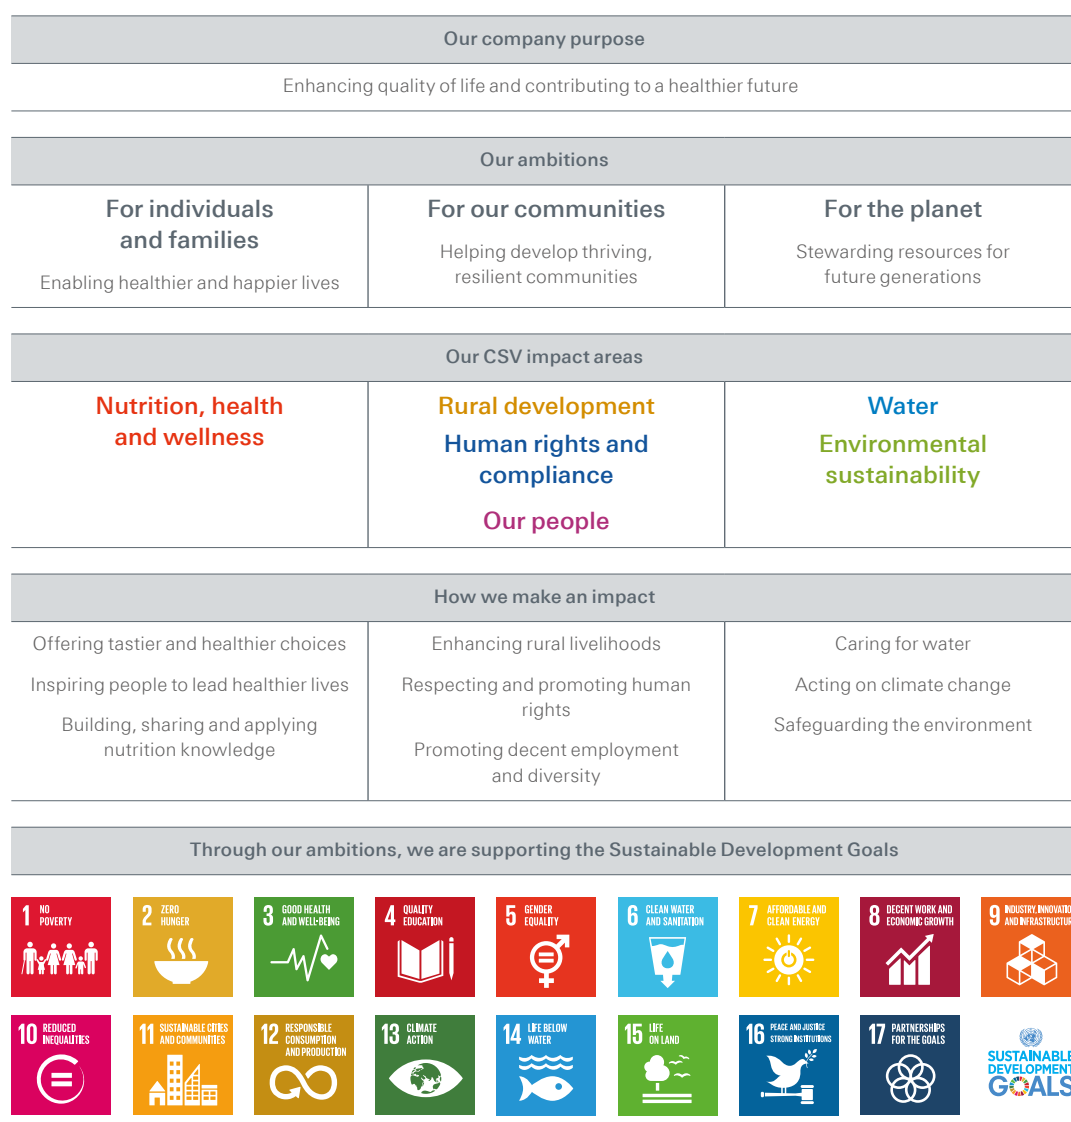 Our company purpose
Enhancing quality of life and contributing to a healthier future
Our ambitions
For individuals
and families
Enabling healthier and happier lives
For our communities
Helping develop thriving,
resilient communities
For the planet
Stewarding resources for
future generations
Our CSV impact areas
Nutrition, health
and wellness
Rural development
Human rights and
compliance
Our people
Water
Environmental
sustainability
How we make an impact
Offering tastier and healthier choices
Inspiring people to lead healthier lives
Building, sharing and applying
nutrition knowledge
Enhancing rural livelihoods
Respecting and promoting human
rights
Promoting decent employment
and diversity
Caring for water
Acting on climate change
Safeguarding the environment
Through our ambitions, we are supporting the Sustainable Development Goals
1 NO
POVERTY
2 ZERO
HUNGER
3 GOOD HEALTH
AND WELL-BEING
4 QUALITY
EDUCATION
5 GENDER
EQUALITY
6 CLEAN WATER
AND SANITATION
7 AFFORDABLE AND
CLEAN ENERGY
8 DECENT WORK AND
ECONOMIC GROWTH
9 INDUSTRY, INNOVATIO
AND INFRASTRUCTUR
10 REDUCED
INEQUALITIES
11 SUSTAINABLE CITIES
AND COMMUNITIES
12 RESPONSIBLE
CONSUMPTION
AND PRODUCTION
13 CLIMATE
ACTION
14 LIFE BELOW
WATER
15 LIFE
ON LAND
16 PEACE AND JUSTICE
STRONG INSTITUTIONS
17 PARTNERSHIPS
FOR THE GOALS
SUSTAINABLE
DEVELOPMENT
GOALS